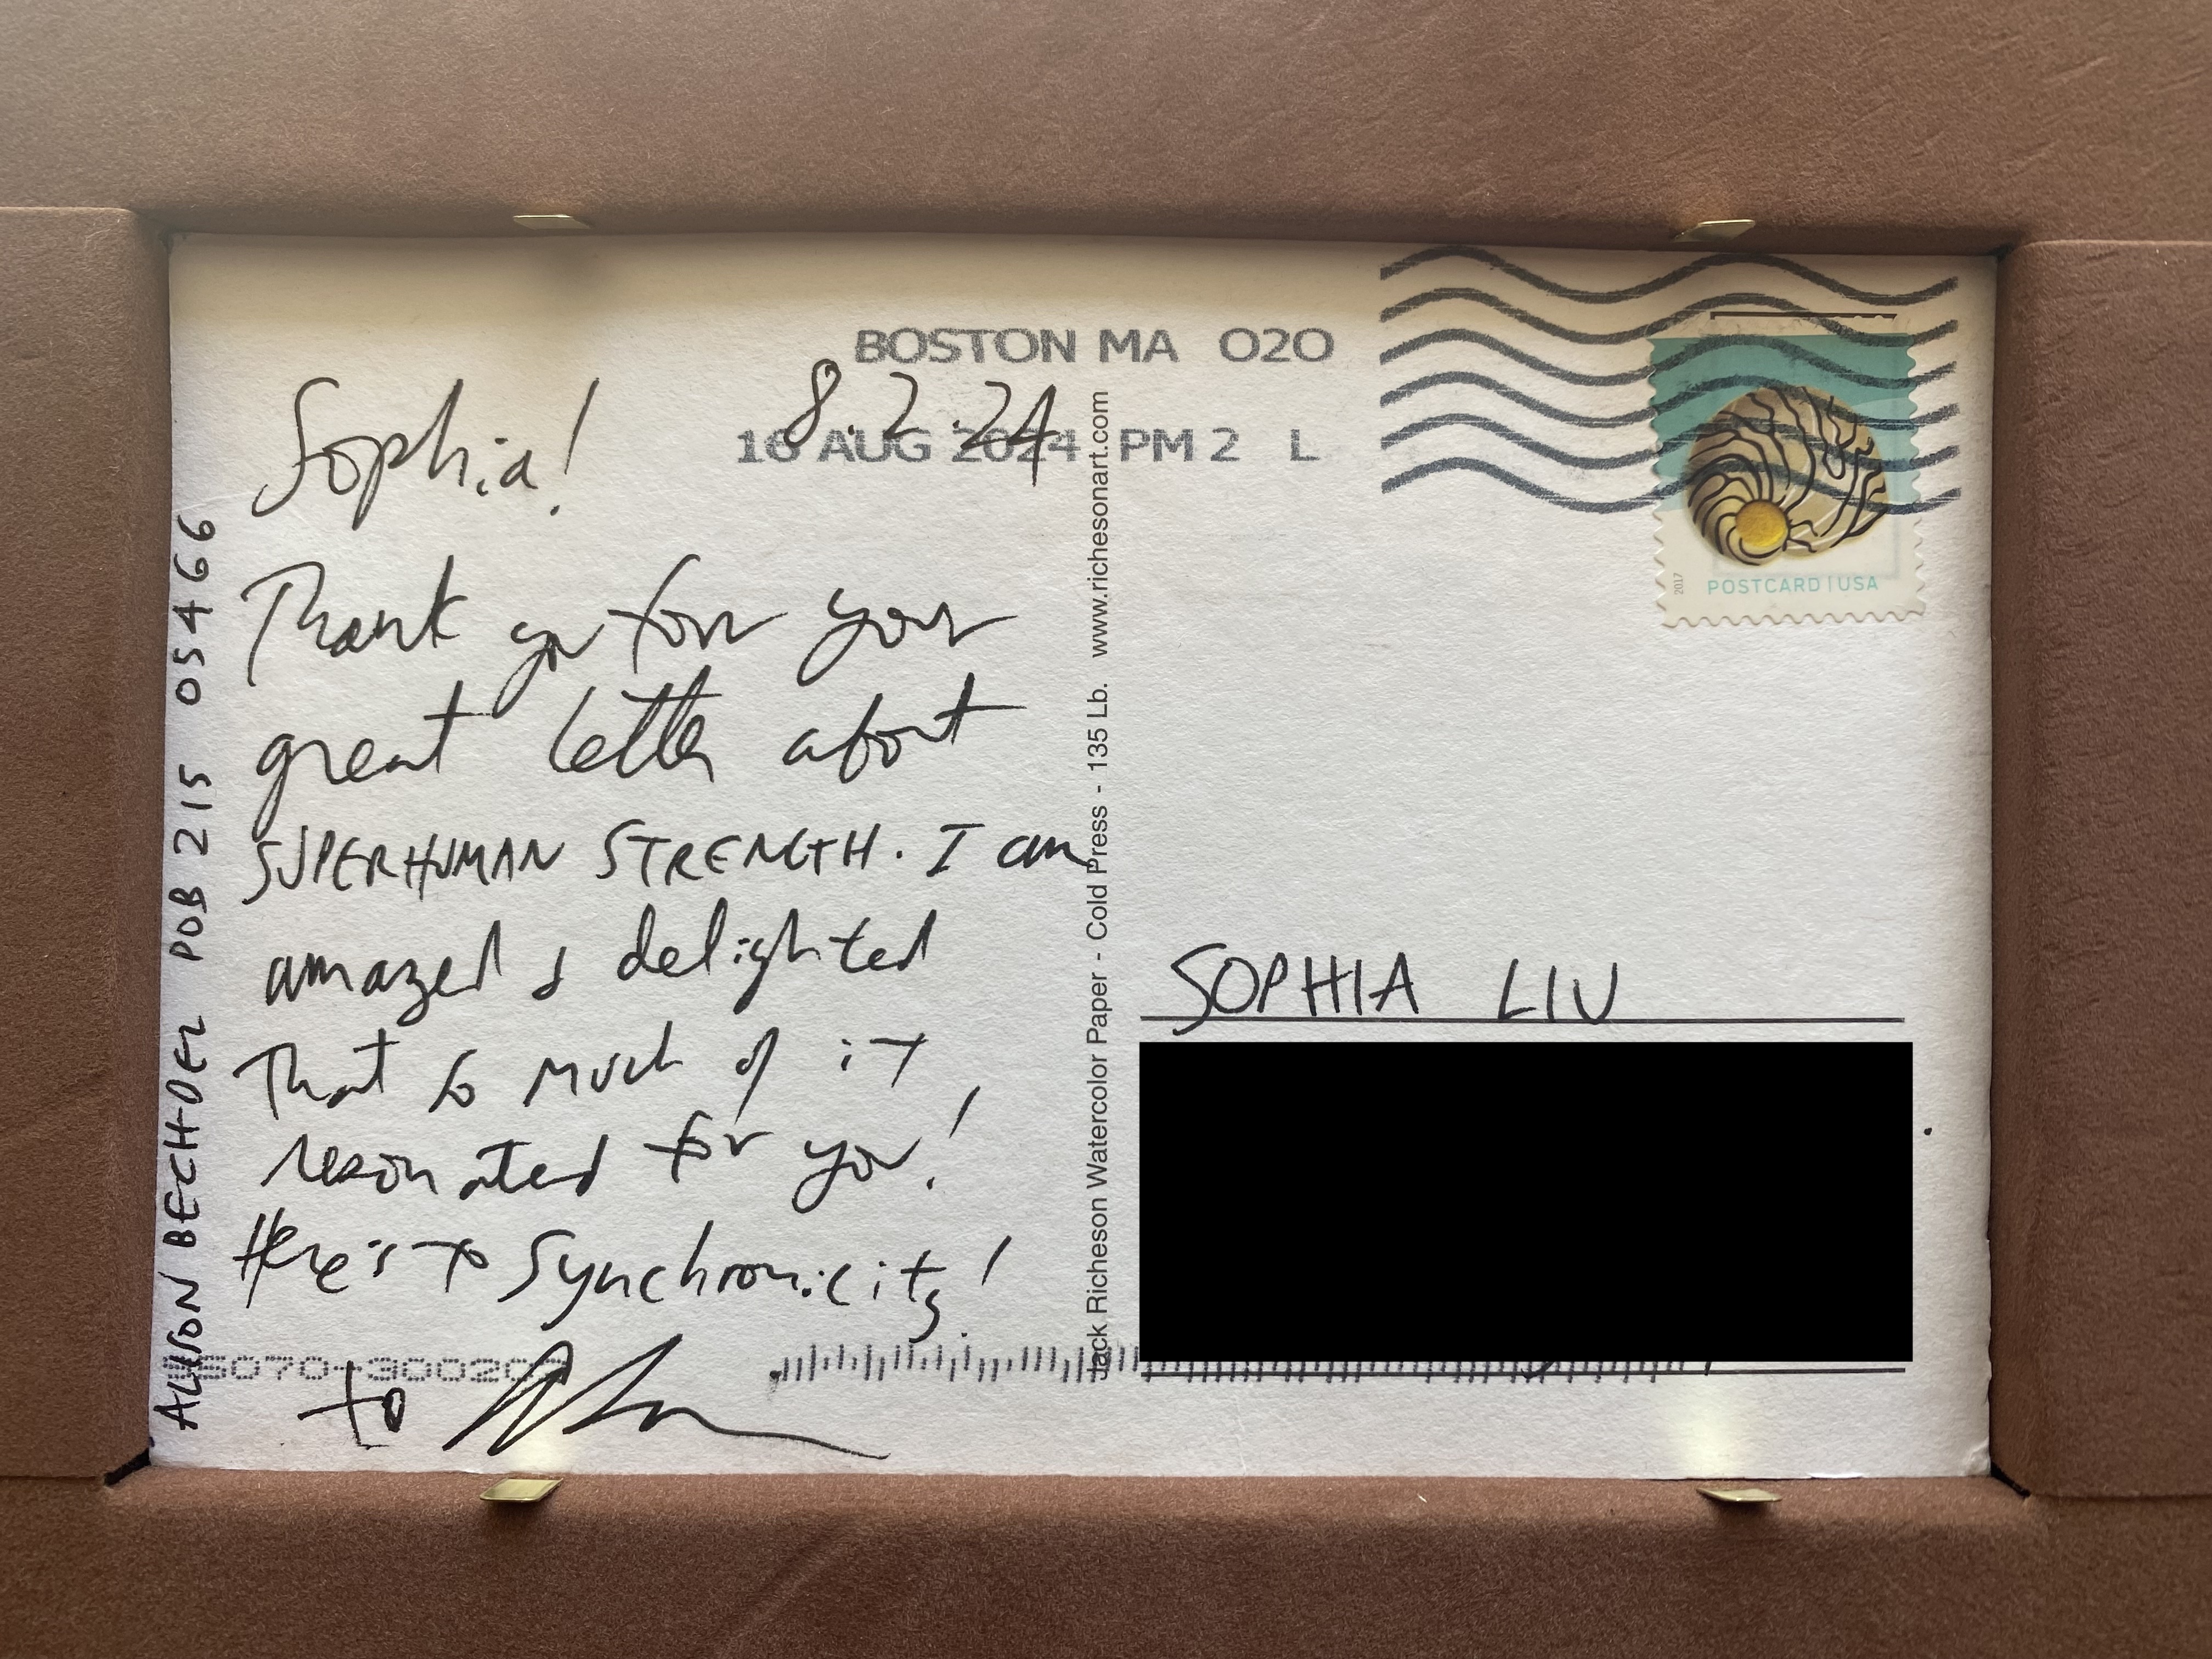 BOSTON MA 020
16 AUG 2024 PM 2 L
8.2.24
Sophia!
Thank you for your
great letter about
SUPERHUMAN STRENGTH. I am
amazed & delighted
that so much of it
resonated for you!
Here's to synchronicity!
ALISON BECHDEL POB 215 05466
Jack Richeson Watercolor Paper - Cold Press - 135 Lb. www.richesonart.com
2017
POSTCARD | USA
SOPHIA LIU